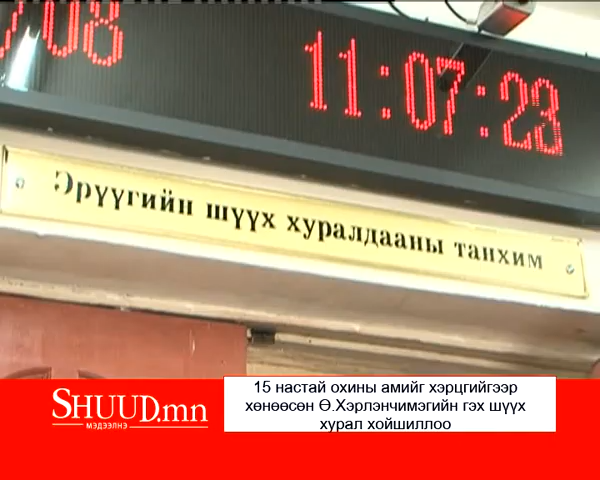 /08
11:07:23
Эрүүгийн шүүх хуралдааны танхим
SHUUD.mn
МЭДЭЭЛНЭ
15 настай охины амийг хэрцгийгээр
хөнөөсөн Ө.Хэрлэнчимэгийн гэх шүүх
хурал хойшиллоо